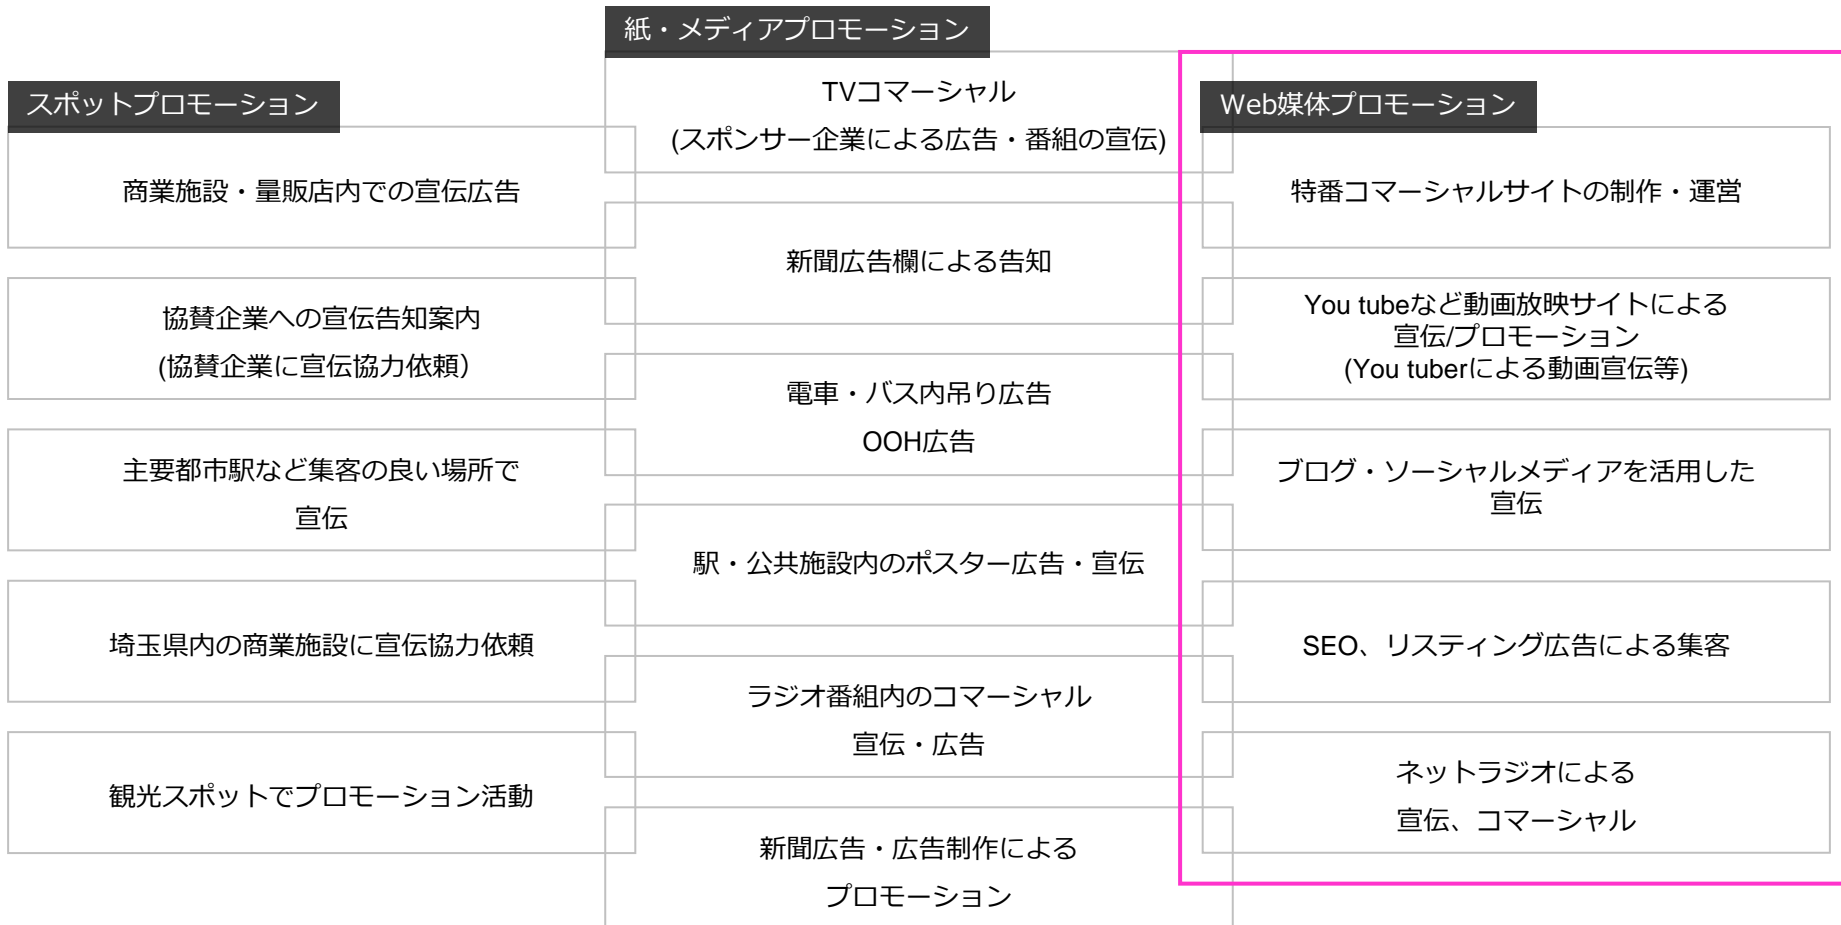 スポットプロモーション
商業施設・量販店内での宣伝広告
協賛企業への宣伝告知案内
(協賛企業に宣伝協力依頼）
主要都市駅など集客の良い場所で
宣伝
埼玉県内の商業施設に宣伝協力依頼
観光スポットでプロモーション活動
紙・メディアプロモーション
TVコマーシャル
(スポンサー企業による広告・番組の宣伝)
新聞広告欄による告知
電車・バス内吊り広告
OOH広告
駅・公共施設内のポスター広告・宣伝
ラジオ番組内のコマーシャル
宣伝・広告
新聞広告・広告制作による
プロモーション
Web媒体プロモーション
特番コマーシャルサイトの制作・運営
You tubeなど動画放映サイトによる
宣伝/プロモーション
(You tuberによる動画宣伝等)
ブログ・ソーシャルメディアを活用した
宣伝
SEO、リスティング広告による集客
ネットラジオによる
宣伝、コマーシャル